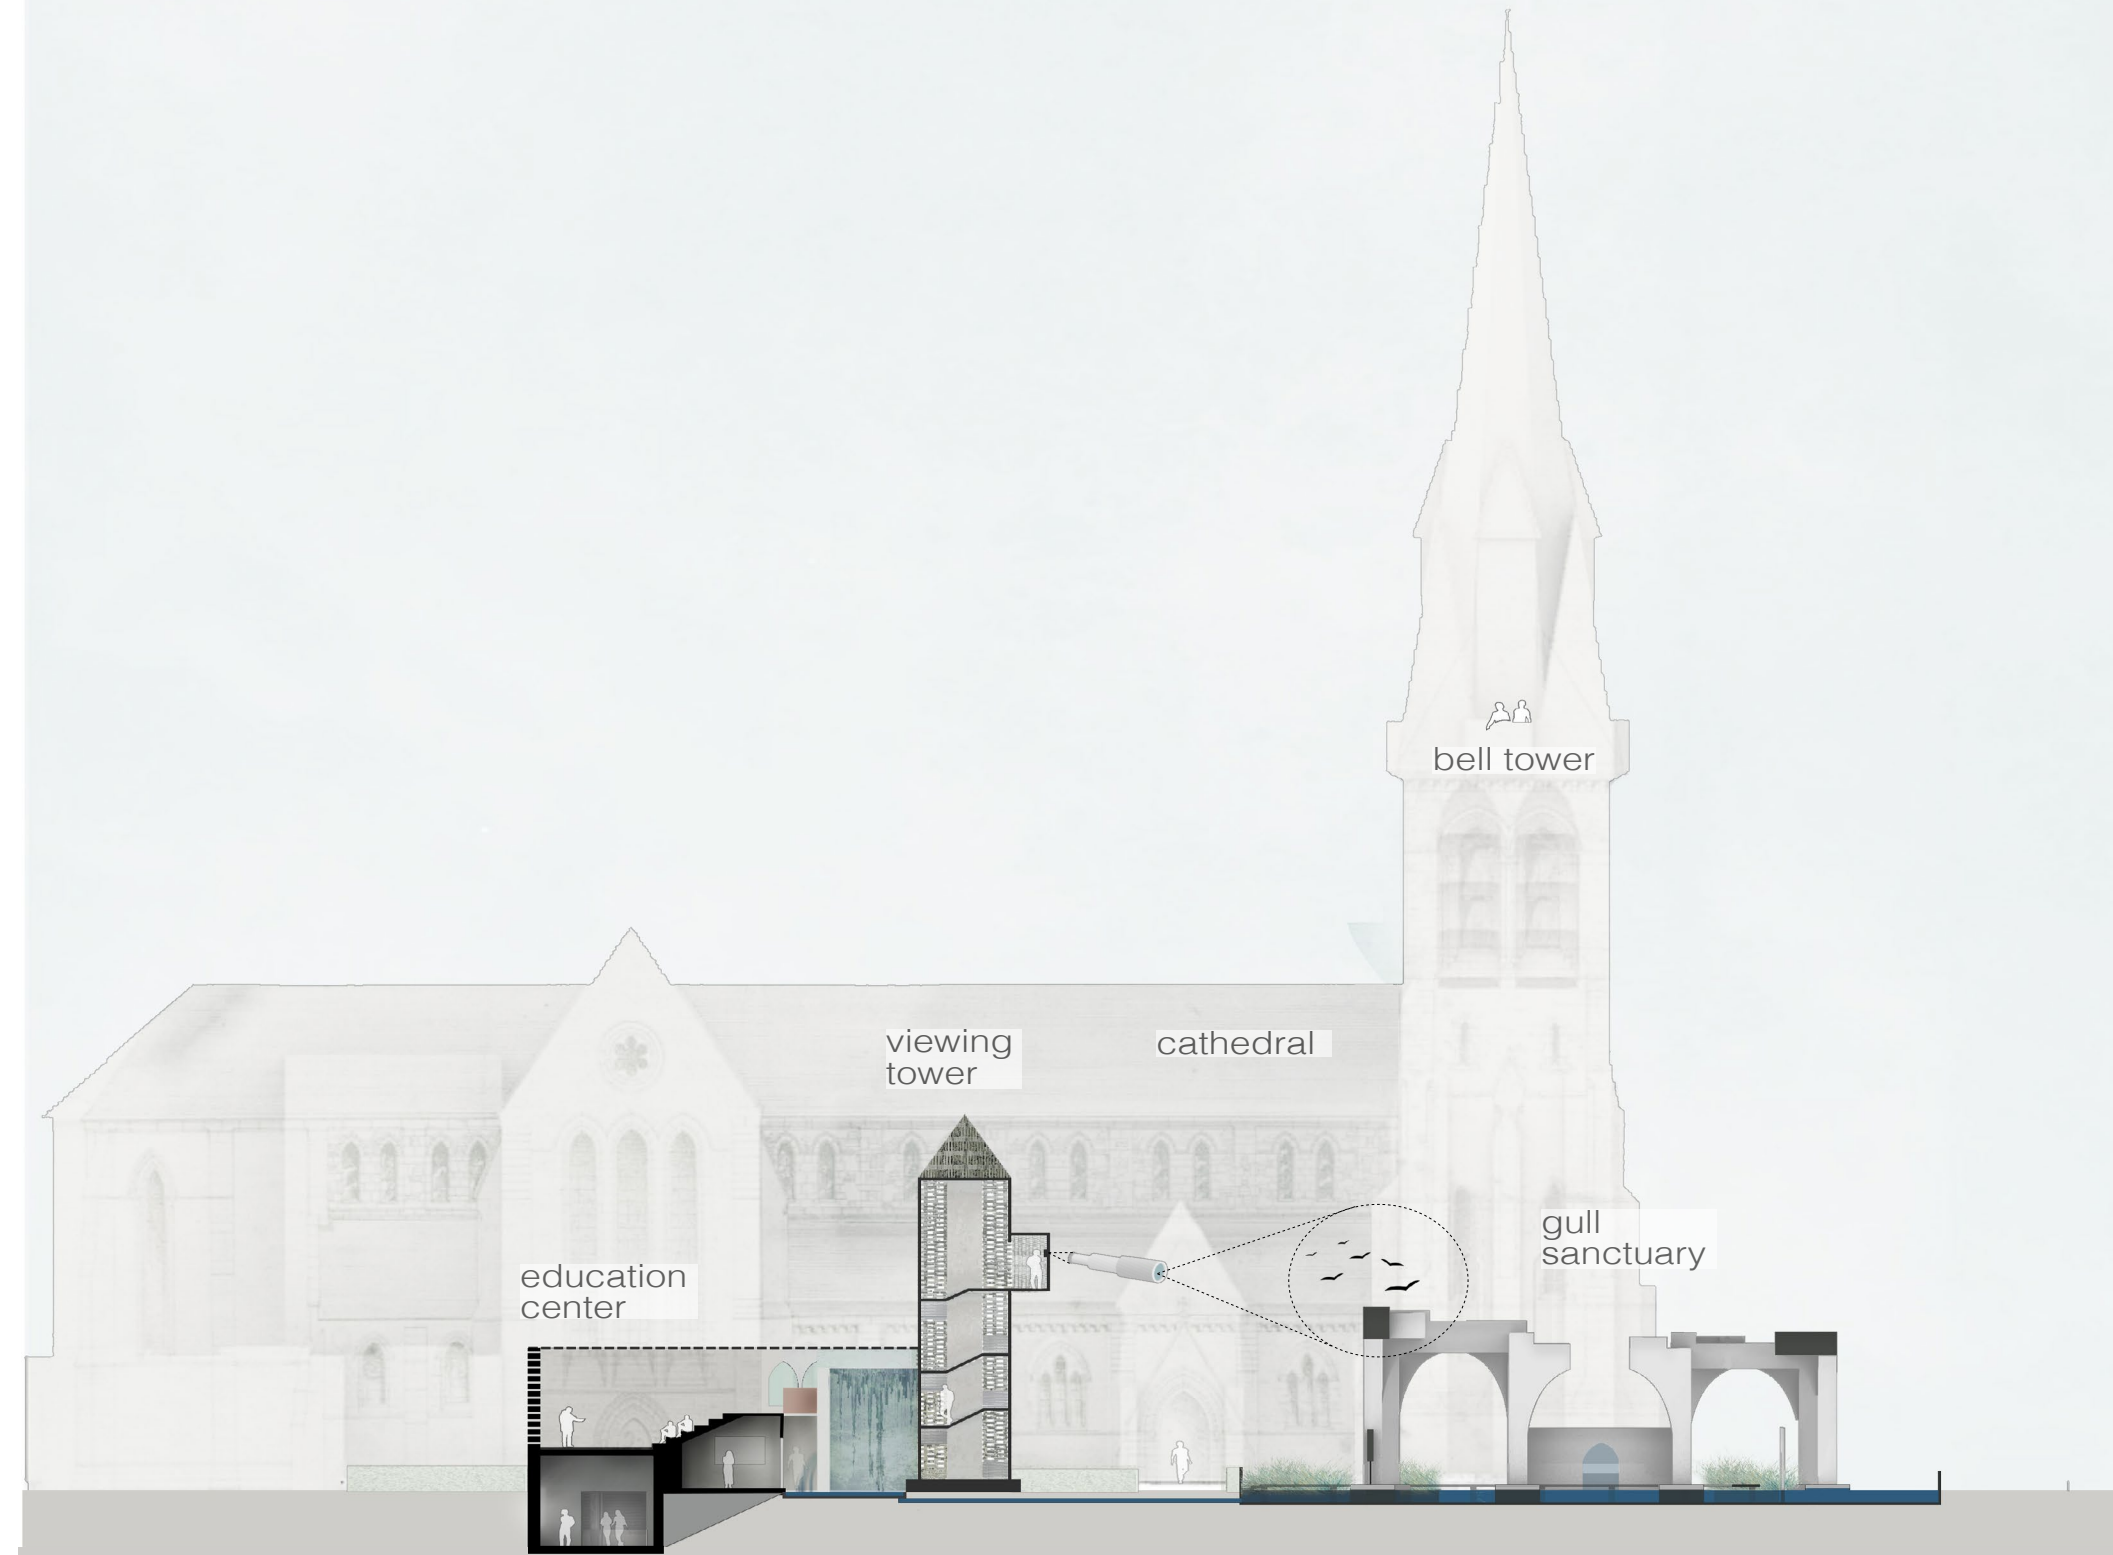 bell tower
viewing
tower
cathedral
gull
sanctuary
education
center